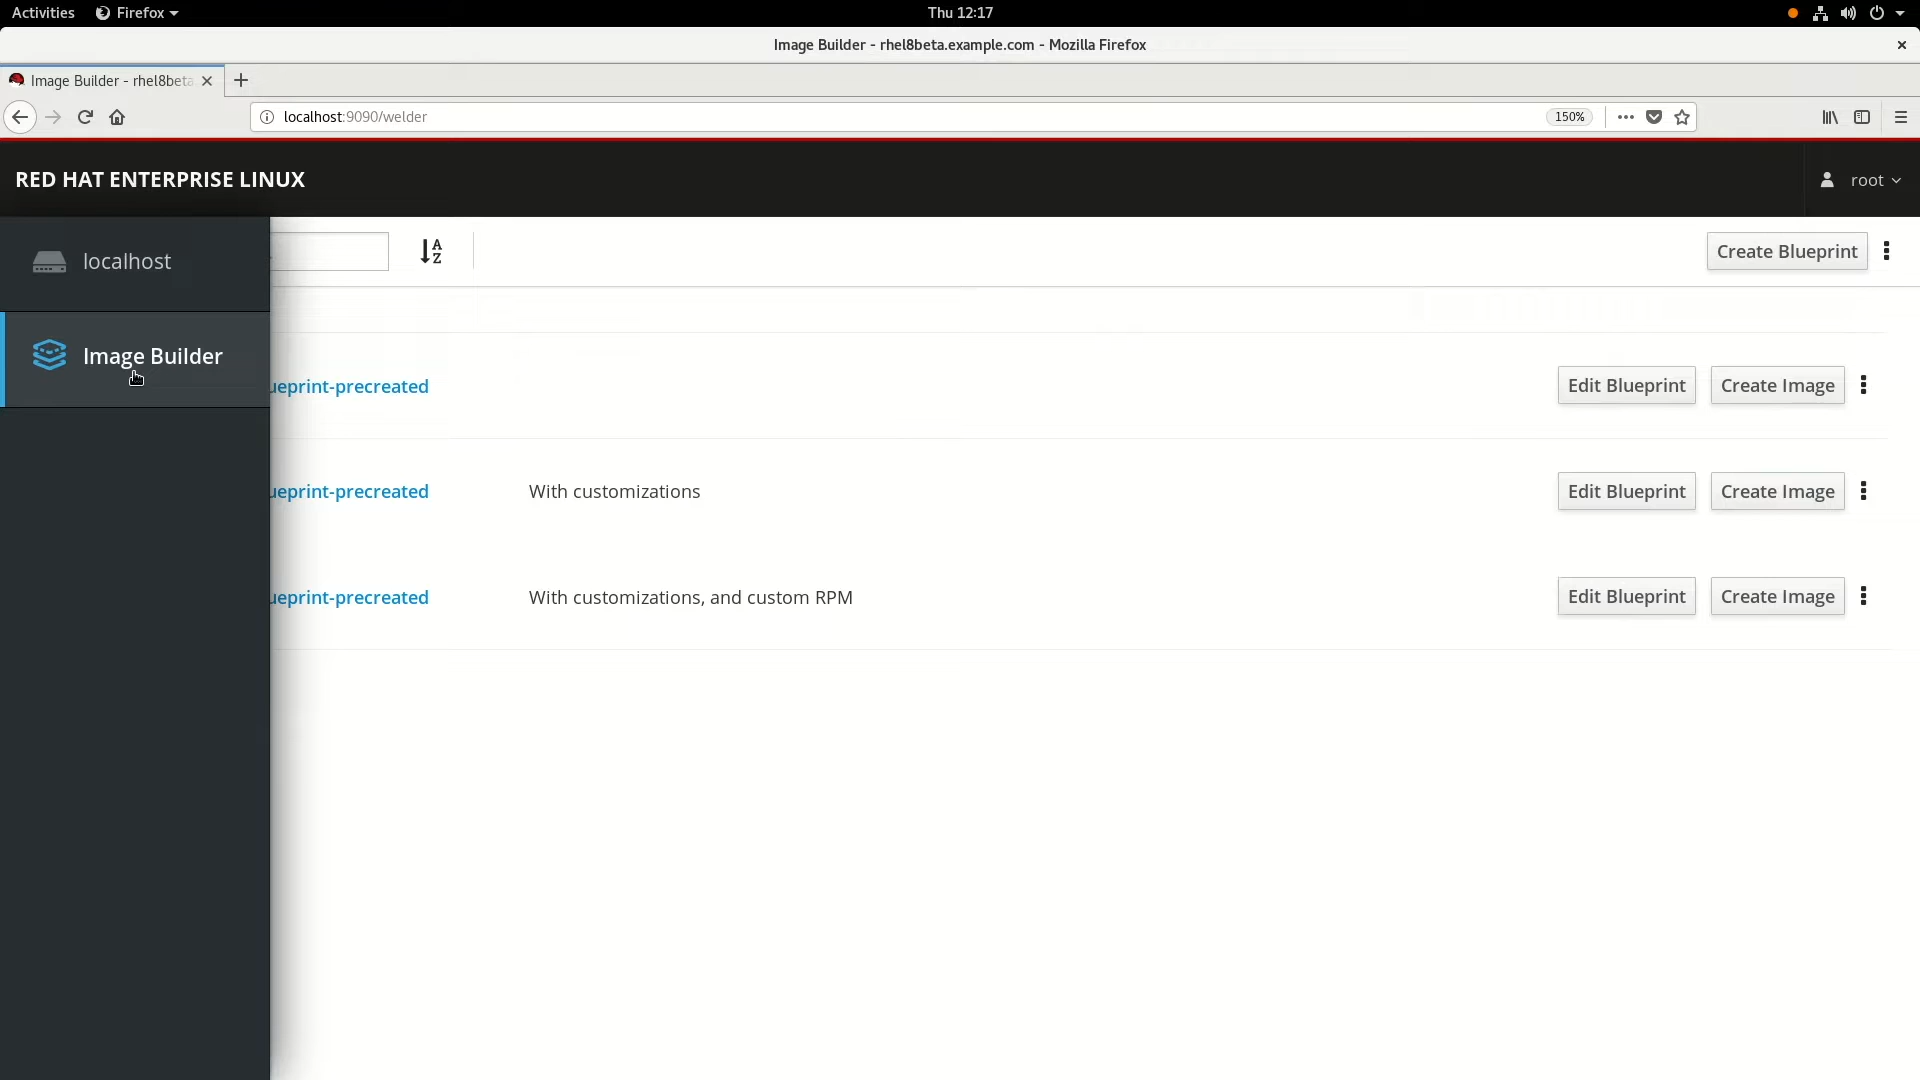 Activities Firefox Thu 12:17
Image Builder - rhel8beta.example.com - Mozilla Firefox
Image Builder - rhel8beta
localhost:9090/welder 150%
RED HAT ENTERPRISE LINUX root
localhost Create Blueprint
Image Builder
ueprint-precreated Edit Blueprint Create Image
ueprint-precreated With customizations Edit Blueprint Create Image
ueprint-precreated With customizations, and custom RPM Edit Blueprint Create Image